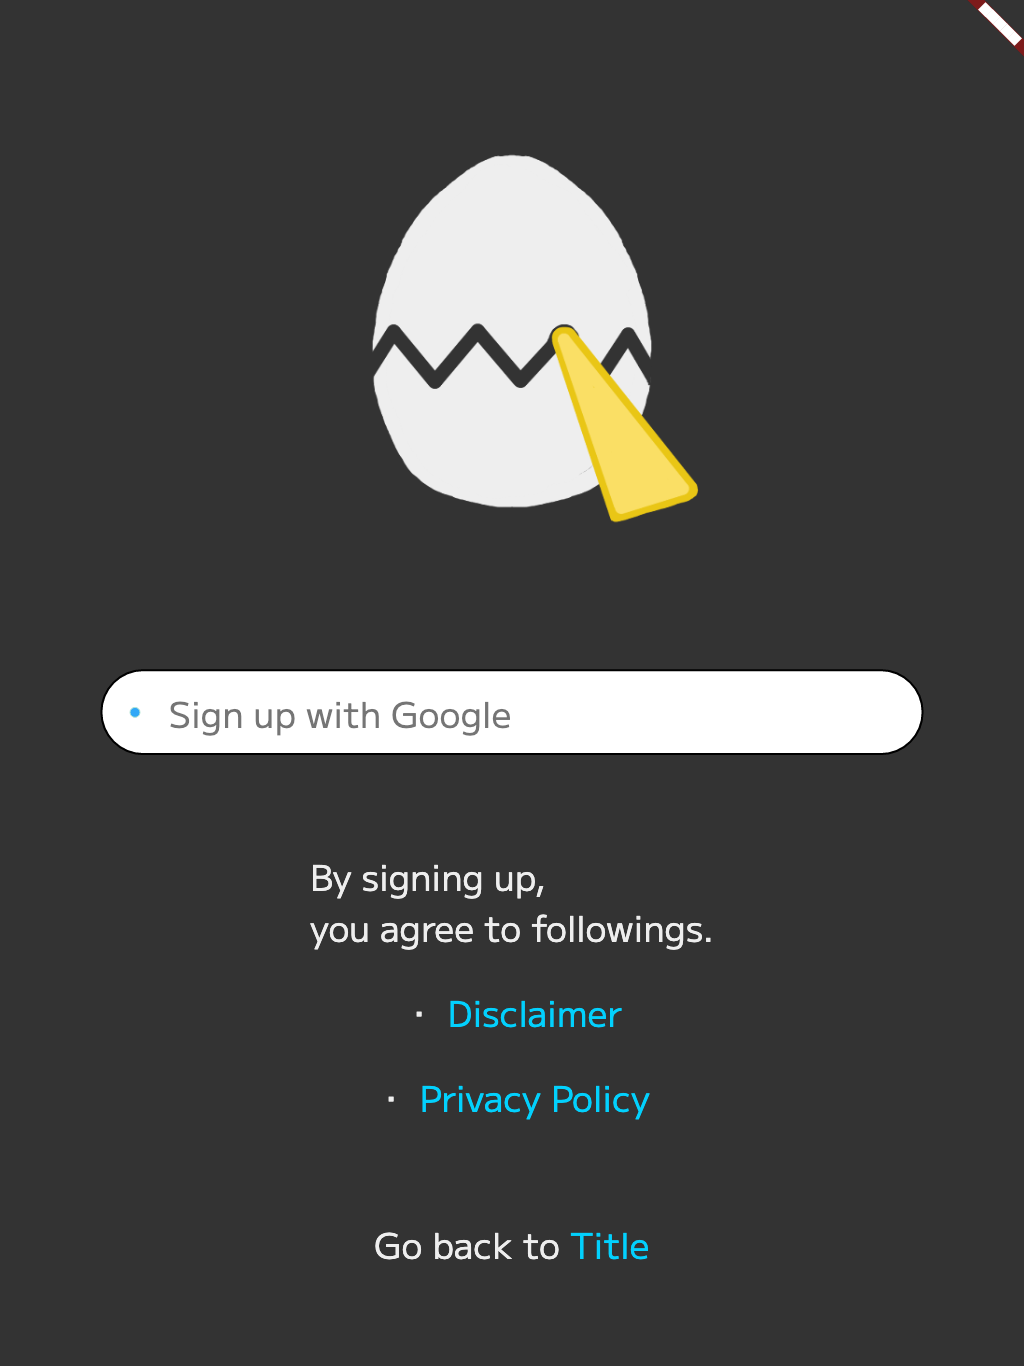 Sign up with Google
By signing up,
you agree to followings.
· Disclaimer
· Privacy Policy
Go back to Title